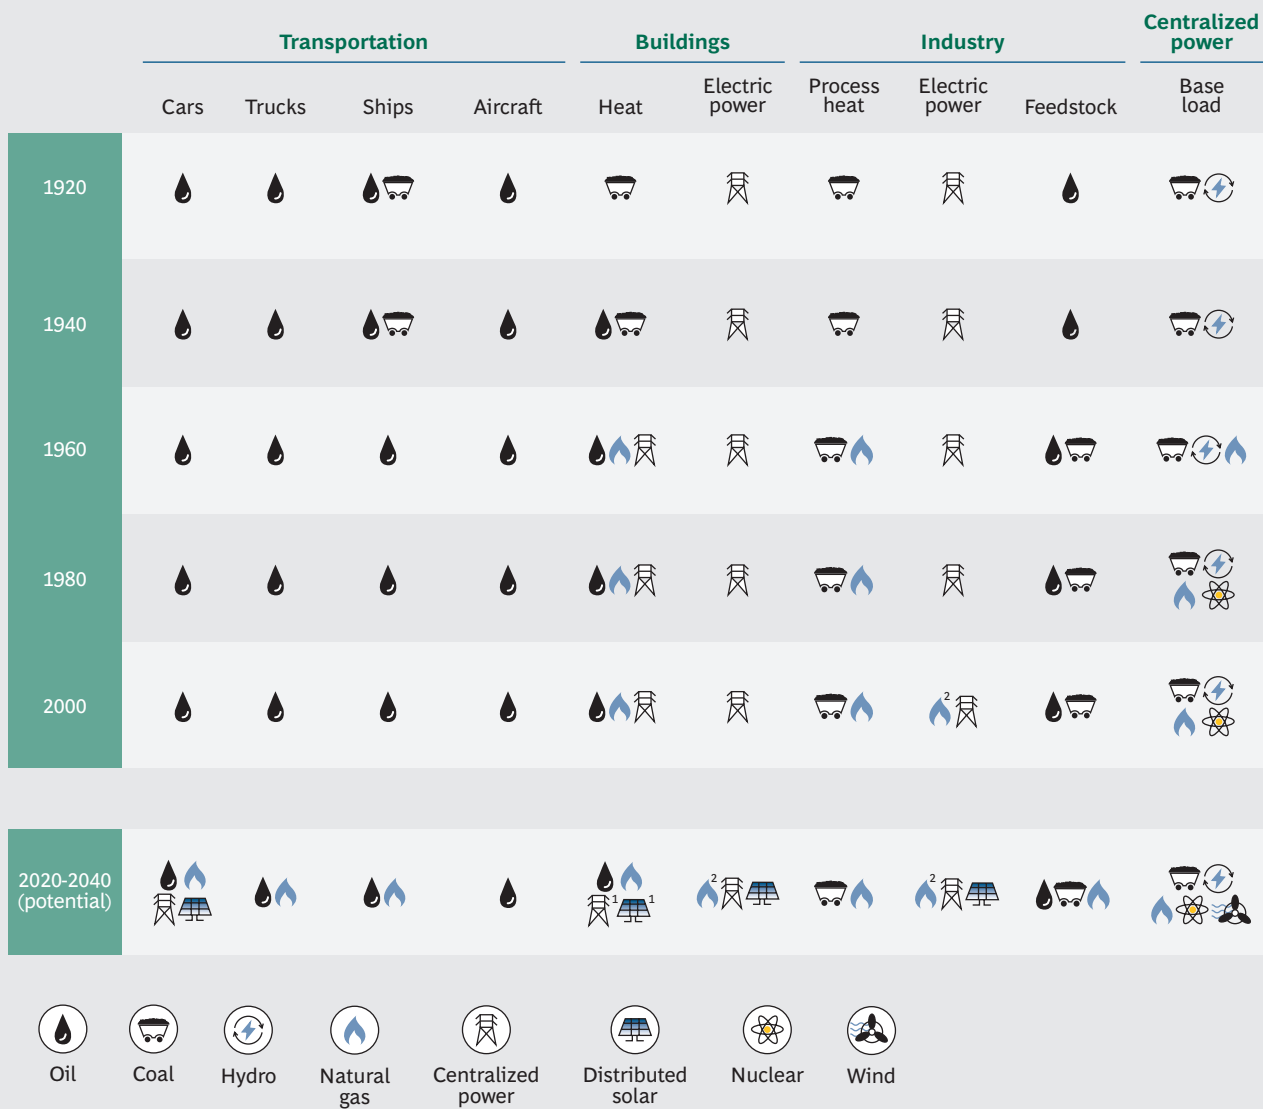 Transportation
Buildings
Industry
Centralized
power
Cars
Trucks
Ships
Aircraft
Heat
Electric
power
Process
heat
Electric
power
Feedstock
Base
load
1920
1940
1960
1980
2000
2
2020-2040
(potential)
1
1
2
2
Oil
Coal
Hydro
Natural
gas
Centralized
power
Distributed
solar
Nuclear
Wind